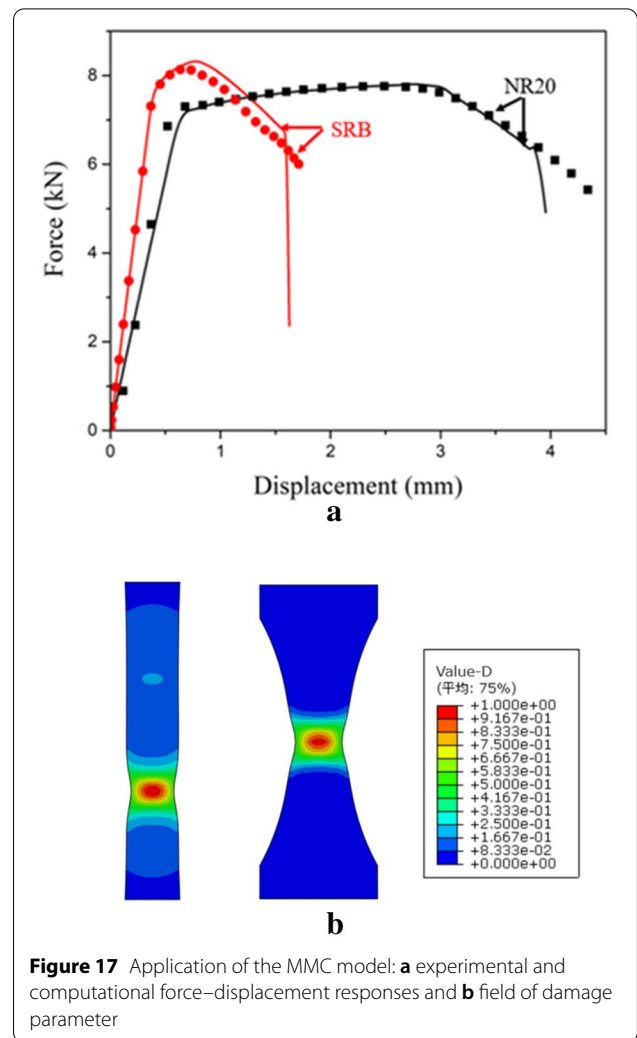 8
6
4
2
0
0
1
2
3
4
Force (kN)
Displacement (mm)
NR20
SRB
a
Value-D
(平均: 75%)
+1.000e+00
+9.167e-01
+8.333e-01
+7.500e-01
+6.667e-01
+5.833e-01
+5.000e-01
+4.167e-01
+3.333e-01
+2.500e-01
+1.667e-01
+8.333e-02
+0.000e+00
b
Figure 17 Application of the MMC model: a experimental and
computational force–displacement responses and b field of damage
parameter